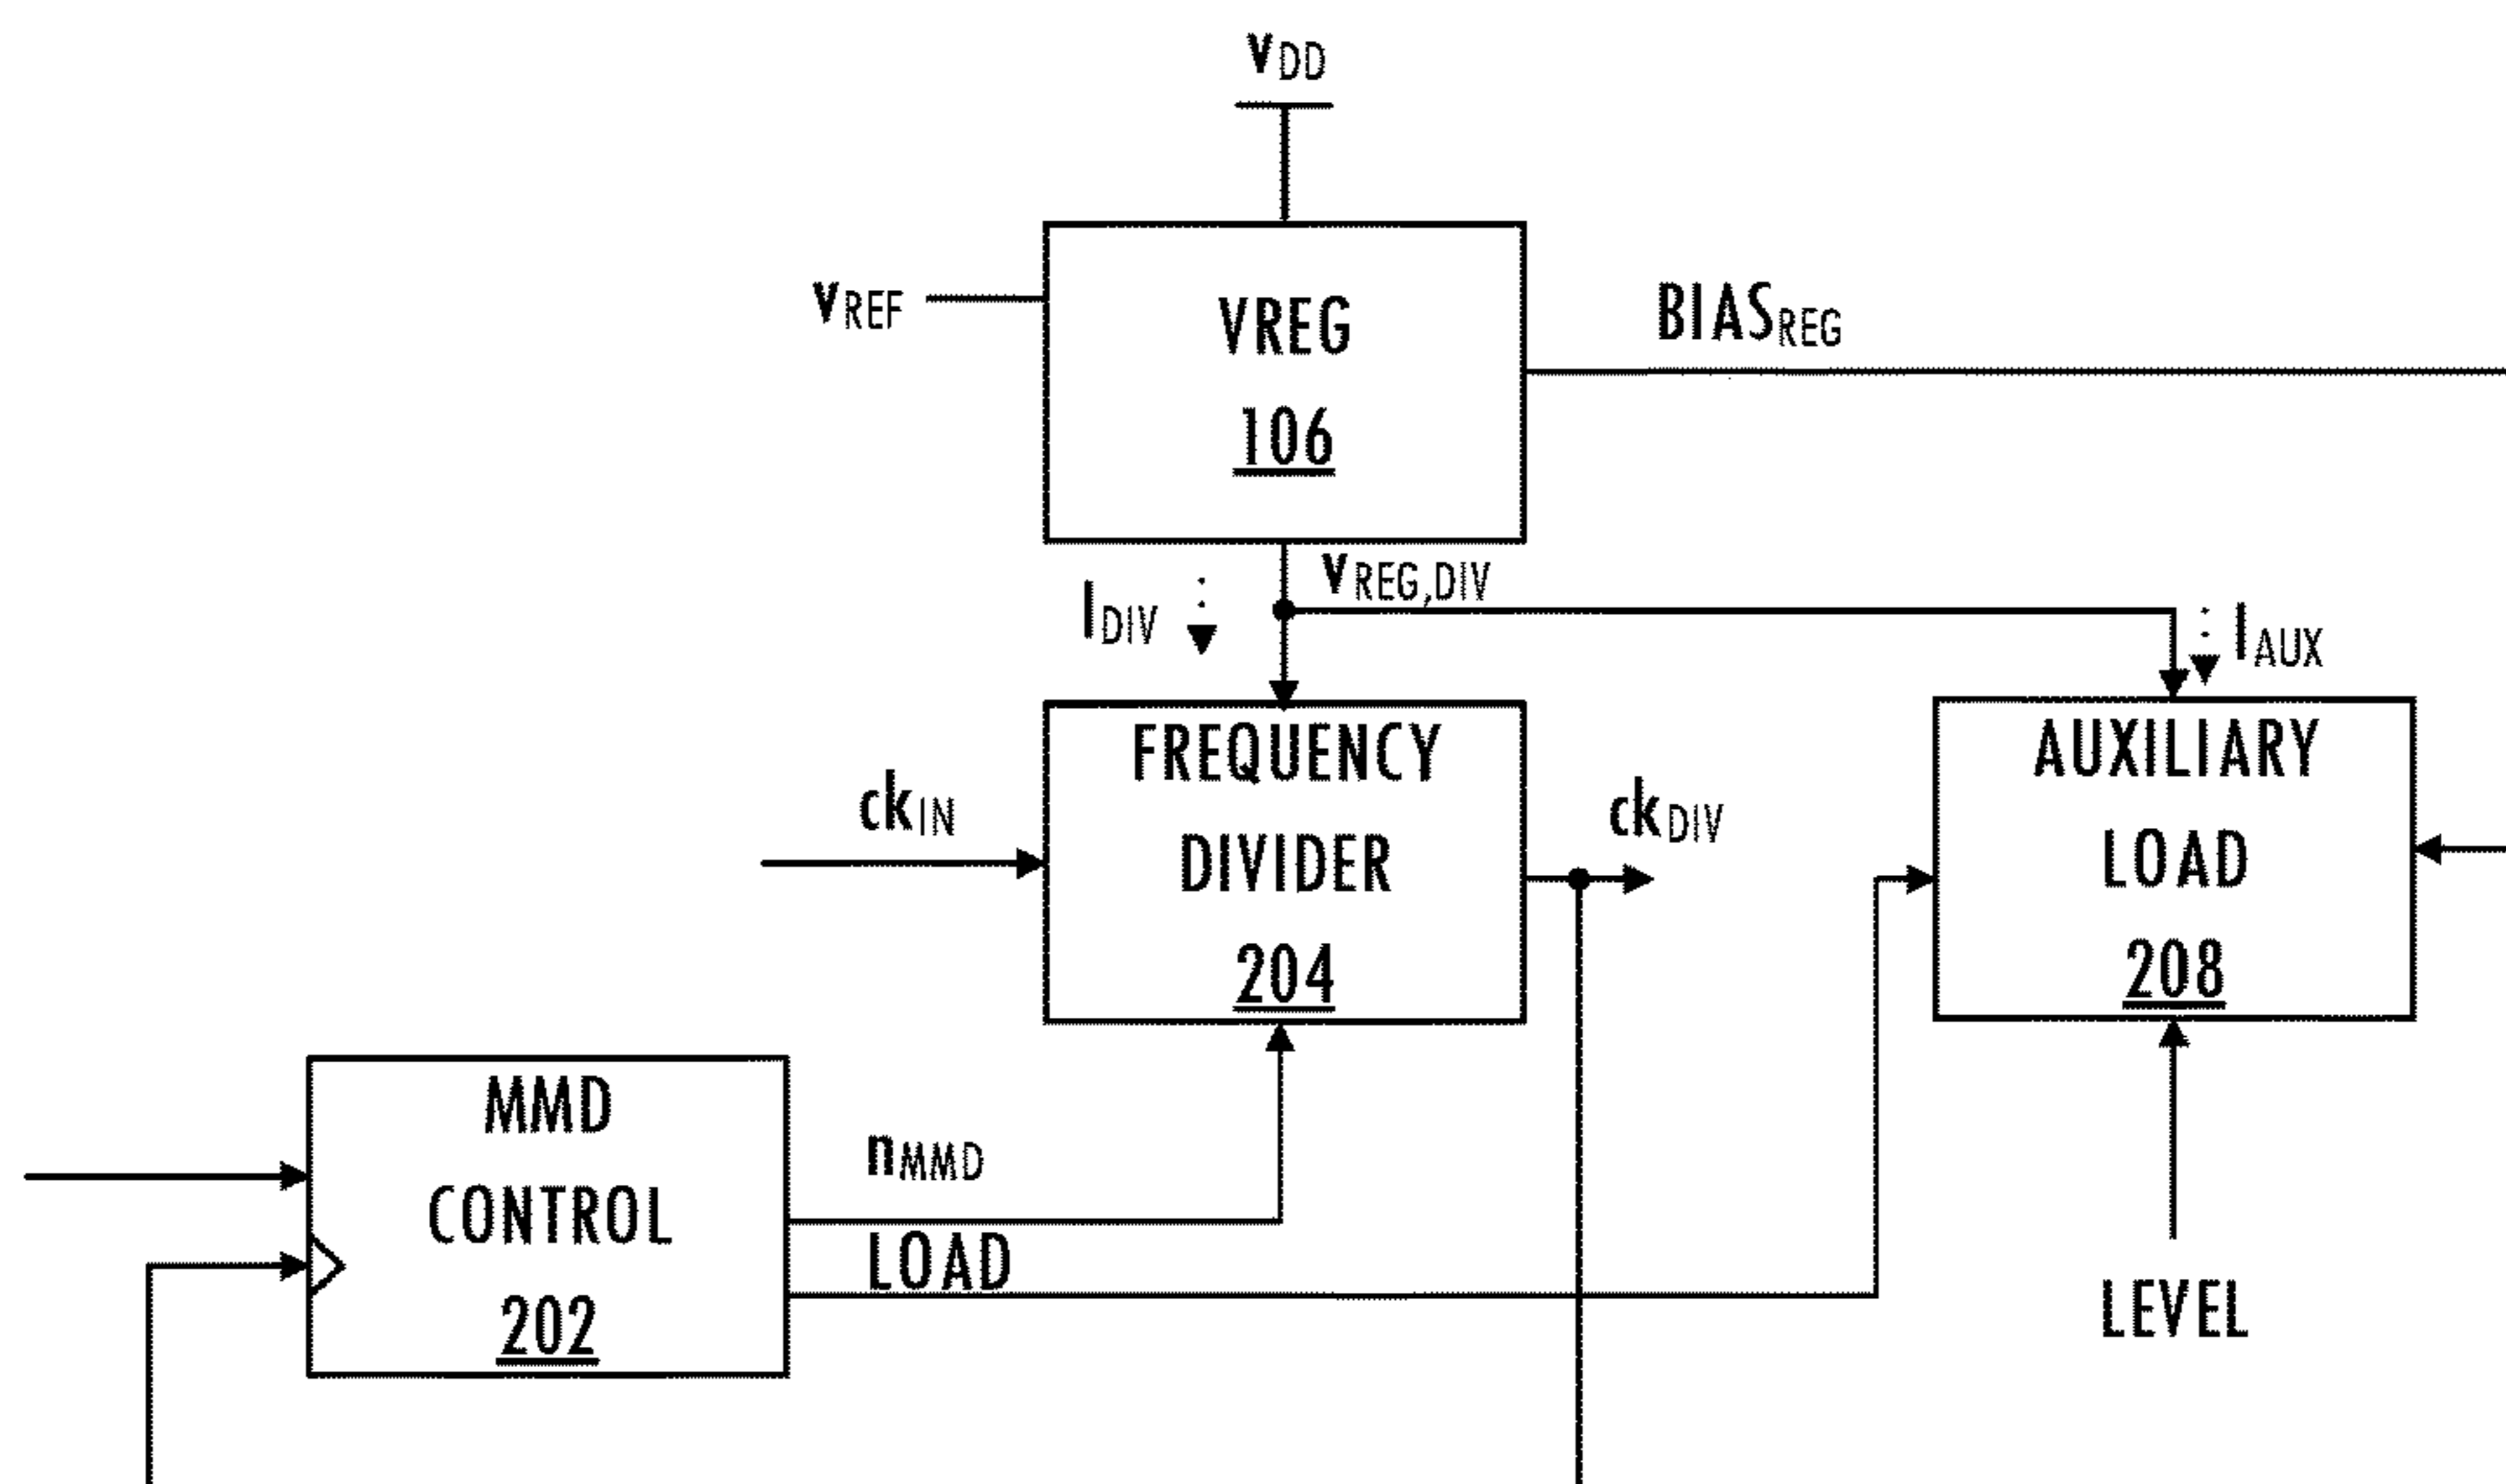 vDD
vREF
VREG
106
BIASREG
IDIV
vREG,DIV
IAUX
ckIN
FREQUENCY
DIVIDER
204
ckDIV
AUXILIARY
LOAD
208
MMD
CONTROL
202
nMMD
LOAD
LEVEL